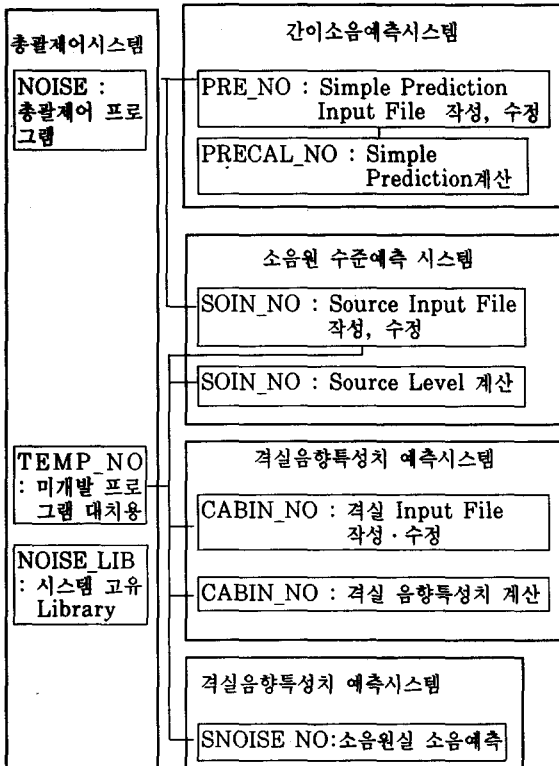 총괄제어시스템
NOISE :
총괄제어 프로
그램
TEMP_NO
: 미개발 프로
그램 대치용
NOISE_LIB
: 시스템 고유
Library
간이소음예측시스템
PRE_NO : Simple Prediction
Input File 작성, 수정
PRECAL_NO : Simple
Prediction계산
소음원 수준예측 시스템
SOIN_NO : Source Input File
작성, 수정
SOIN_NO : Source Level 계산
격실음향특성치 예측시스템
CABIN_NO : 격실 Input File
작성 · 수정
CABIN_NO : 격실 음향특성치 계산
격실음향특성치 예측시스템
SNOISE NO:소음원실 소음예측